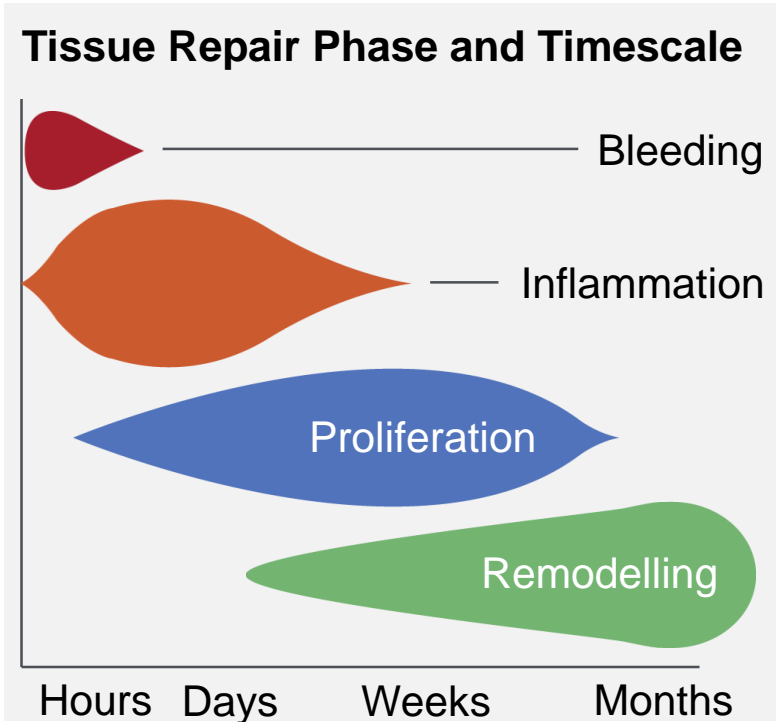 Tissue Repair Phase and Timescale
Bleeding
Inflammation
Proliferation
Remodelling
Hours Days Weeks Months